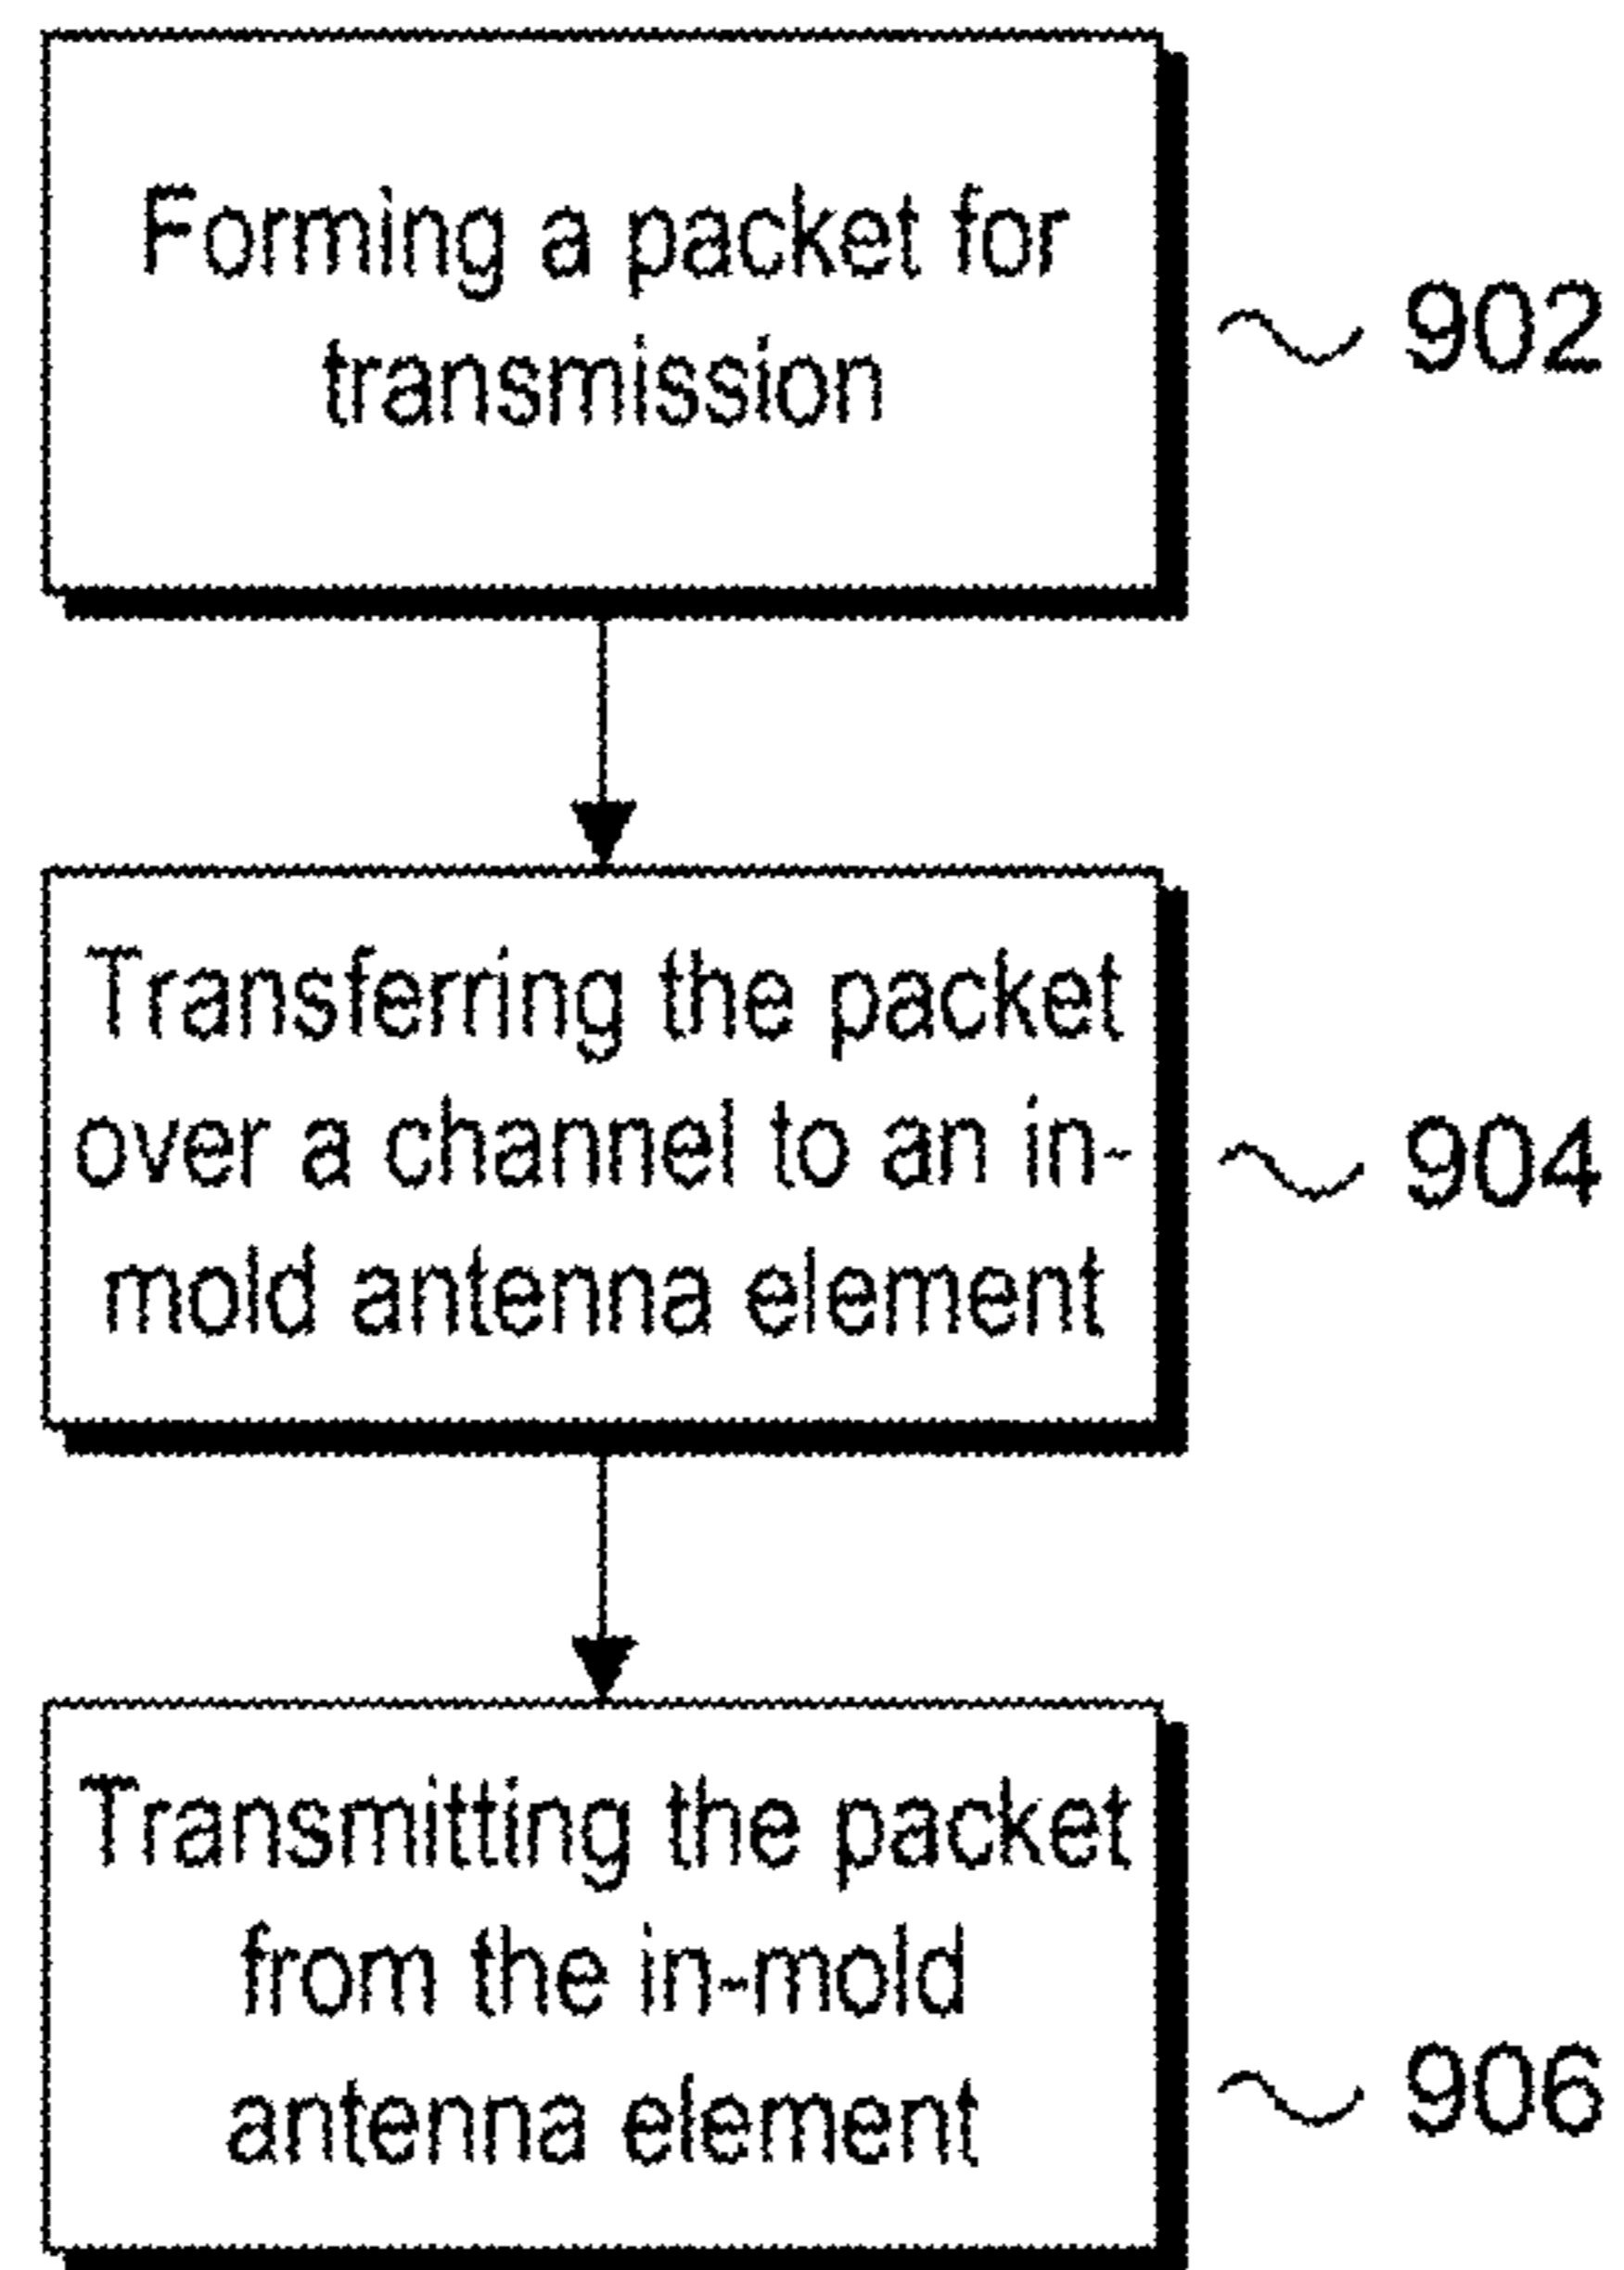 Forming a packet for
transmission
902
Transferring the packet
over a channel to an in-
mold antenna element
904
Transmitting the packet
from the in-mold
antenna element
906